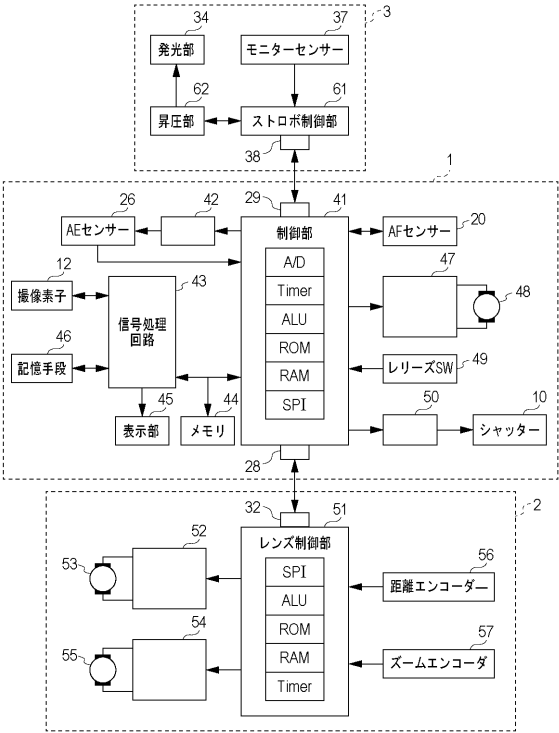 3
34
発光部
37
モニターセンサー
62
昇圧部
61
ストロボ制御部
38
1
29
41
制御部
A/D
Timer
ALU
ROM
RAM
SPI
26
AEセンサー
42
20
AFセンサー
12
撮像素子
43
信号処理
回路
47
48
46
記憶手段
49
レリーズSW
45
表示部
44
メモリ
50
10
シャッター
28
2
32
51
レンズ制御部
SPI
ALU
ROM
RAM
Timer
52
53
54
55
56
距離エンコーダー
57
ズームエンコーダ